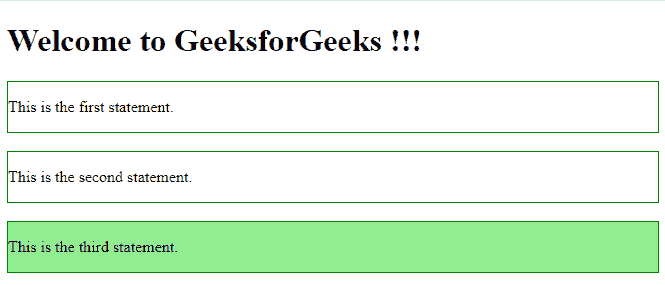 Welcome to GeeksforGeeks !!!
This is the first statement.
This is the second statement.
This is the third statement.